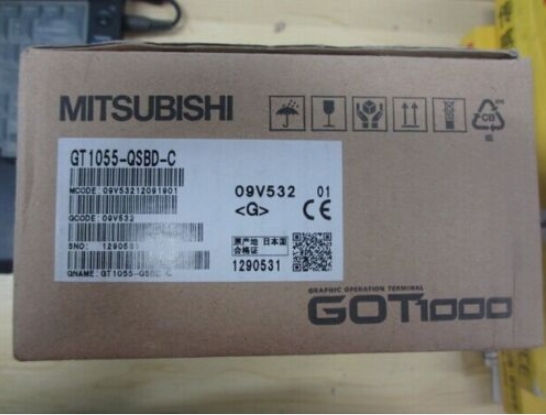 MITSUBISHI
GT1055-QSBD-C
MCODE: 09V53212091901
GCODE: 09V532
SNO: 1290531
QNAME: GT1055-QSBD-C
09V532 01
<G> CE
原产地 日本国
合格证
1290531
GRAPHIC OPERATION TERMINAL
GOT1000